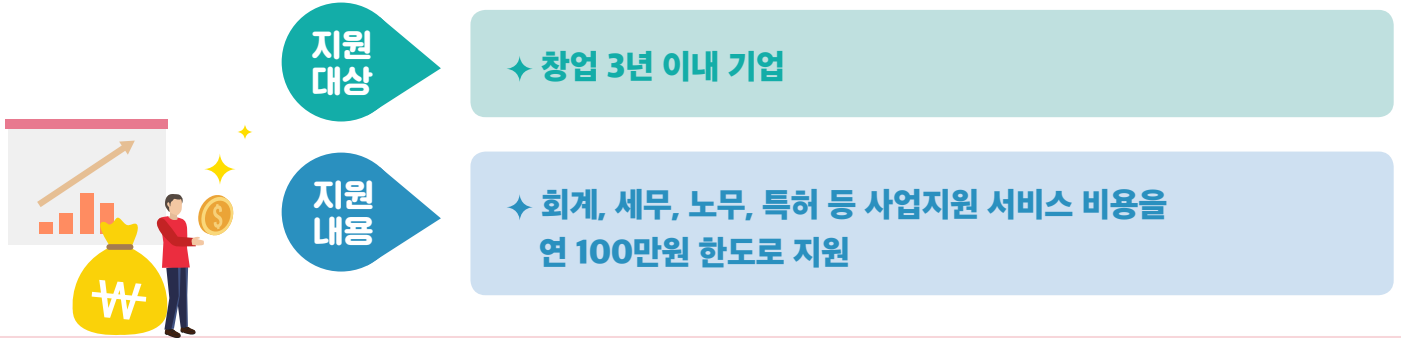 지원
대상
창업 3년 이내 기업
지원
내용
회계, 세무, 노무, 특허 등 사업지원 서비스 비용을
연 100만원 한도로 지원
$
₩